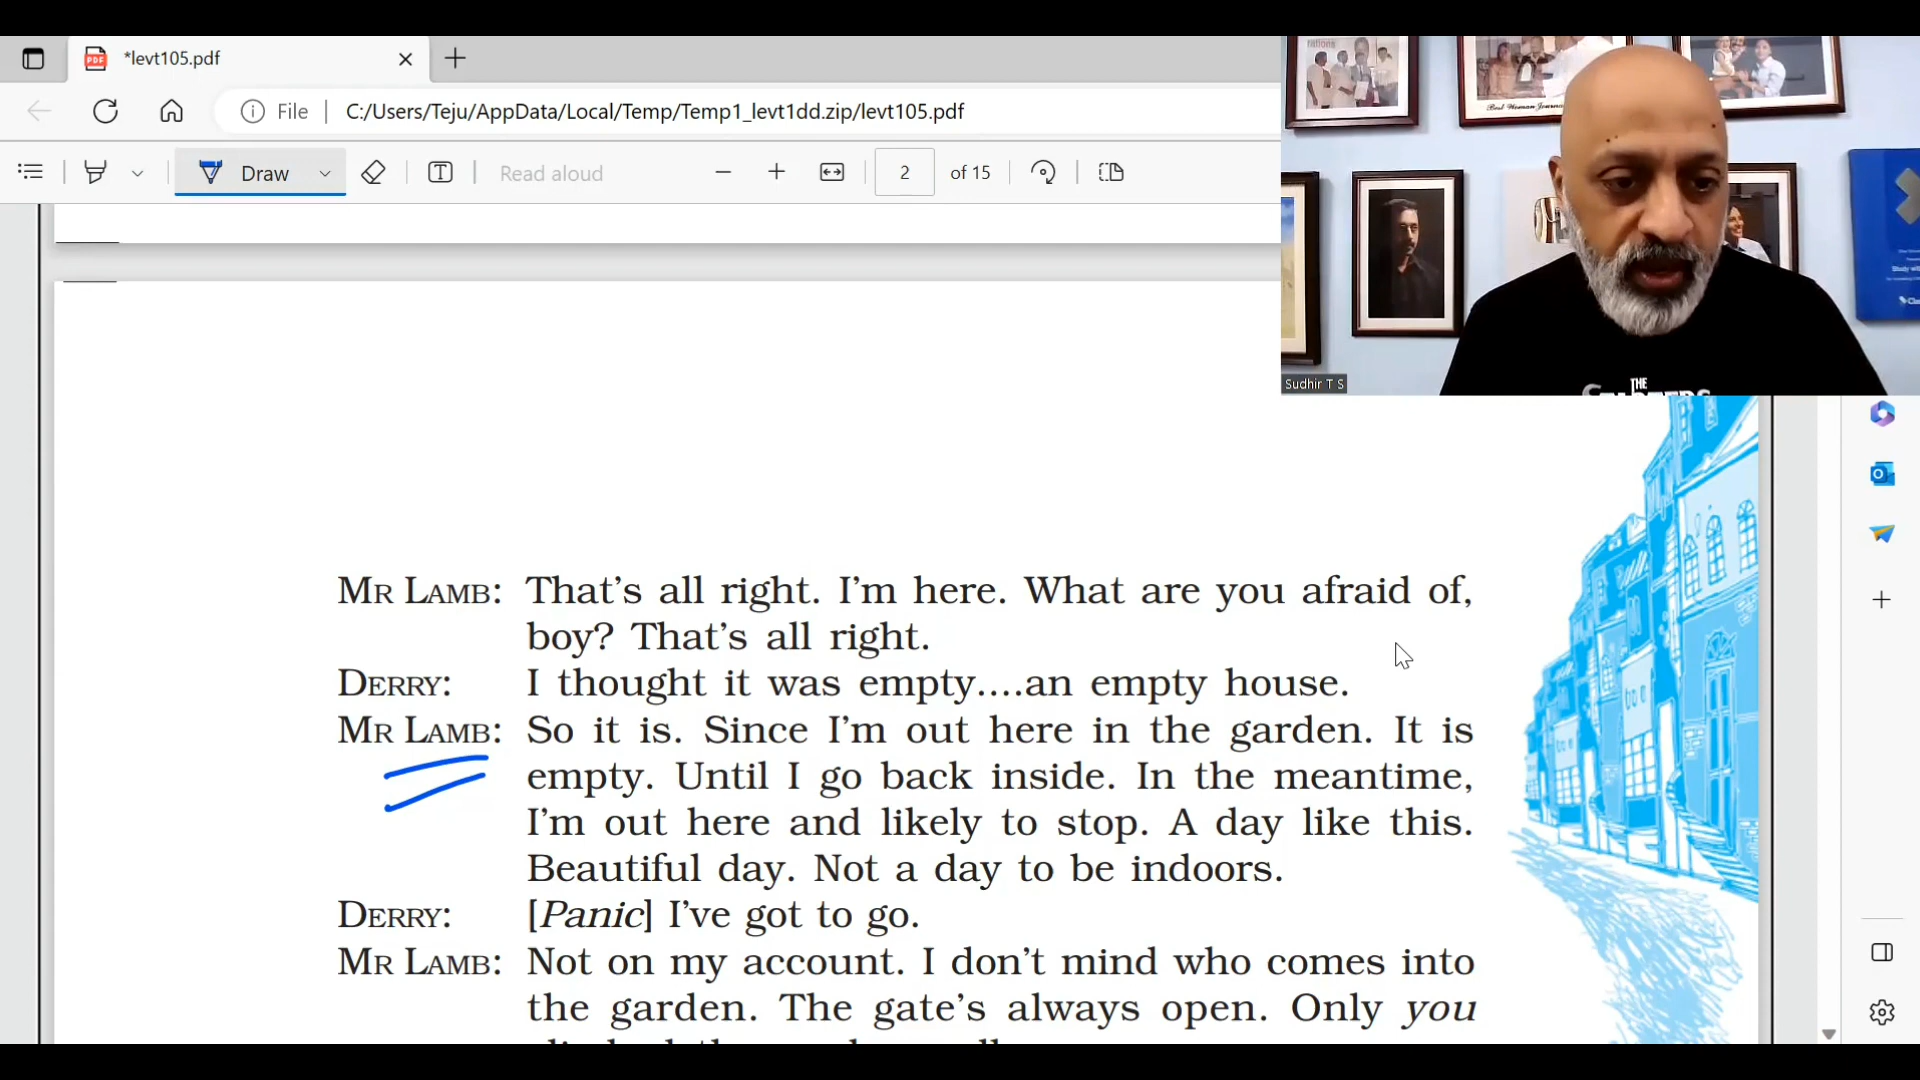 *levt105.pdf
File
C:/Users/Teju/AppData/Local/Temp/Temp1_levt1dd.zip/levt105.pdf
Draw
Read aloud
2
of 15
Best Woman
Sudhir T S
THE
MR LAMB: That's all right. I'm here. What are you afraid of,
boy? That's all right.
DERRY: I thought it was empty....an empty house.
MR LAMB: So it is. Since I'm out here in the garden. It is
empty. Until I go back inside. In the meantime,
I'm out here and likely to stop. A day like this.
Beautiful day. Not a day to be indoors.
DERRY: [Panic] I've got to go.
MR LAMB: Not on my account. I don't mind who comes into
the garden. The gate's always open. Only you